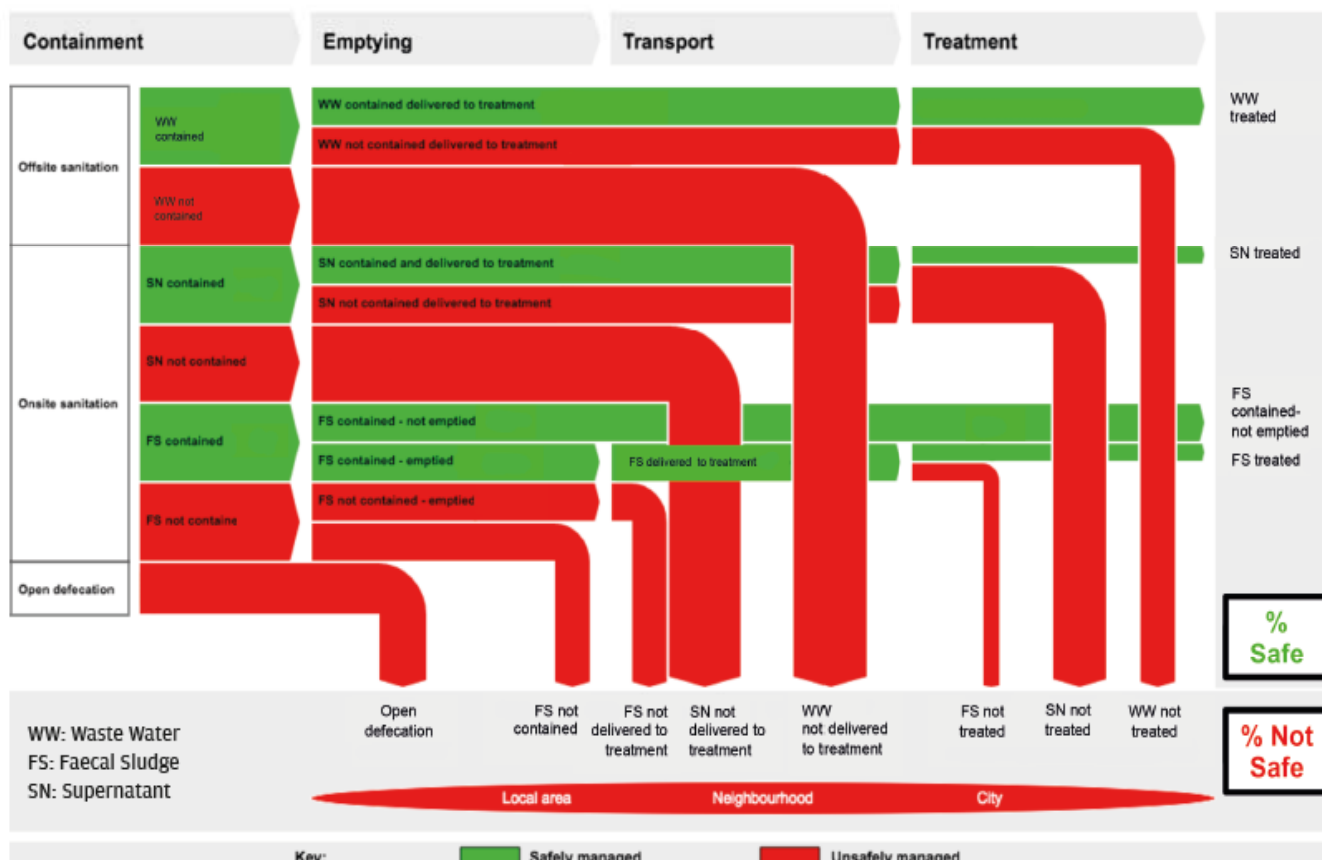 Containment
Emptying
Transport
Treatment
Offsite sanitation
WW
contained
WW contained delivered to treatment
WW not contained delivered to treatment
WW
treated
WW not
contained
Onsite sanitation
SN contained
SN contained and delivered to treatment
SN not contained delivered to treatment
SN treated
SN not contained
FS contained
FS contained - not emptied
FS contained - emptied
FS delivered to treatment
FS
contained-
not emptied
FS treated
FS not containe
FS not contained - emptied
Open defecation
%
Safe
Open
defecation
FS not
contained
FS not
delivered to
treatment
SN not
delivered to
treatment
WW
not delivered
to treatment
FS not
treated
SN not
treated
WW not
treated
% Not
Safe
WW: Waste Water
FS: Faecal Sludge
SN: Supernatant
Local area
Neighbourhood
City
Key:
Safely managed
Unsafely managed